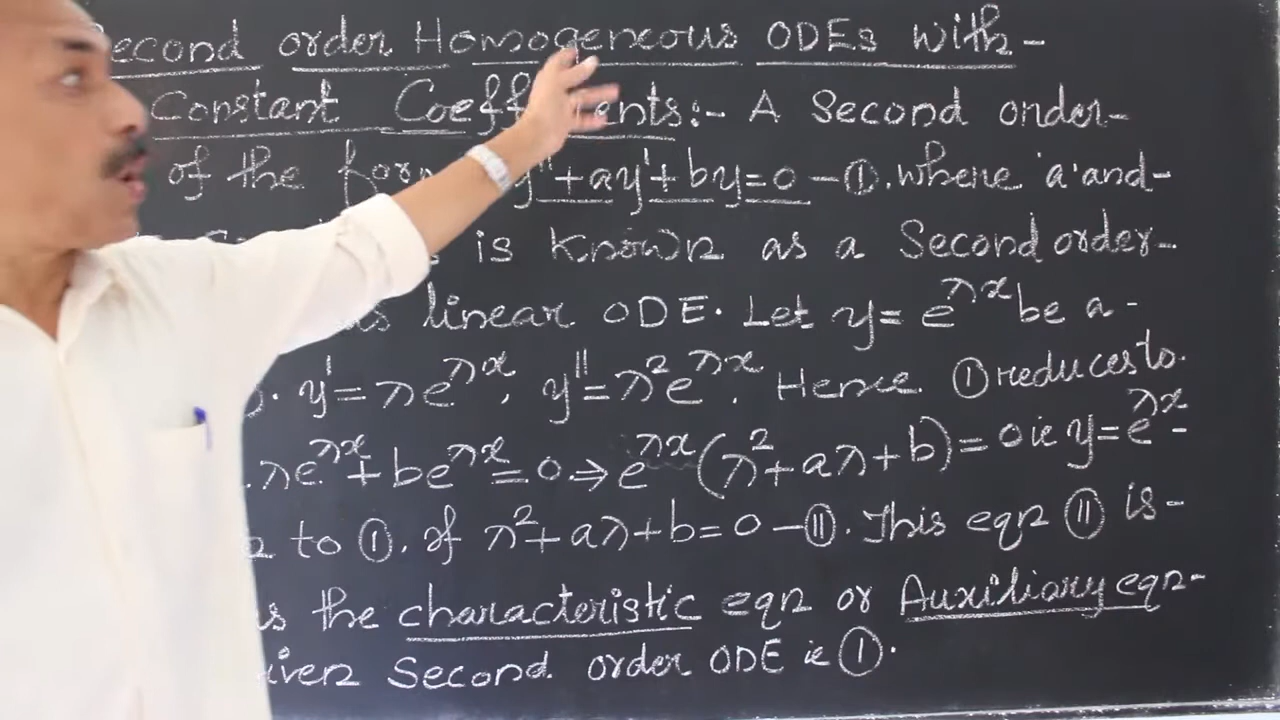 Second order Homogeneous ODEs with-
Constant Coefficients:- A Second order-
of the form y''+ay'+by=0 -①. where 'a' and-
is known as a Second order-
linear ODE. Let y= e^λx be a-
y'=λe^λx, y''=λ²e^λx. Hence ① reduces to.
λe^λx+be^λx=0.⇒ e^λx(λ²+aλ+b)=0 ie y=e^λx-
to ①. if λ²+aλ+b=0 -⑪. This eqn ⑪ is-
the characteristic eqn or Auxiliary eqn-
given Second order ODE ie ①.